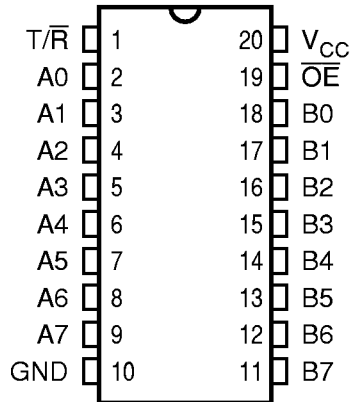 T/R̅ 1 20 VCC
A0 2 19 O̅E̅
A1 3 18 B0
A2 4 17 B1
A3 5 16 B2
A4 6 15 B3
A5 7 14 B4
A6 8 13 B5
A7 9 12 B6
GND 10 11 B7